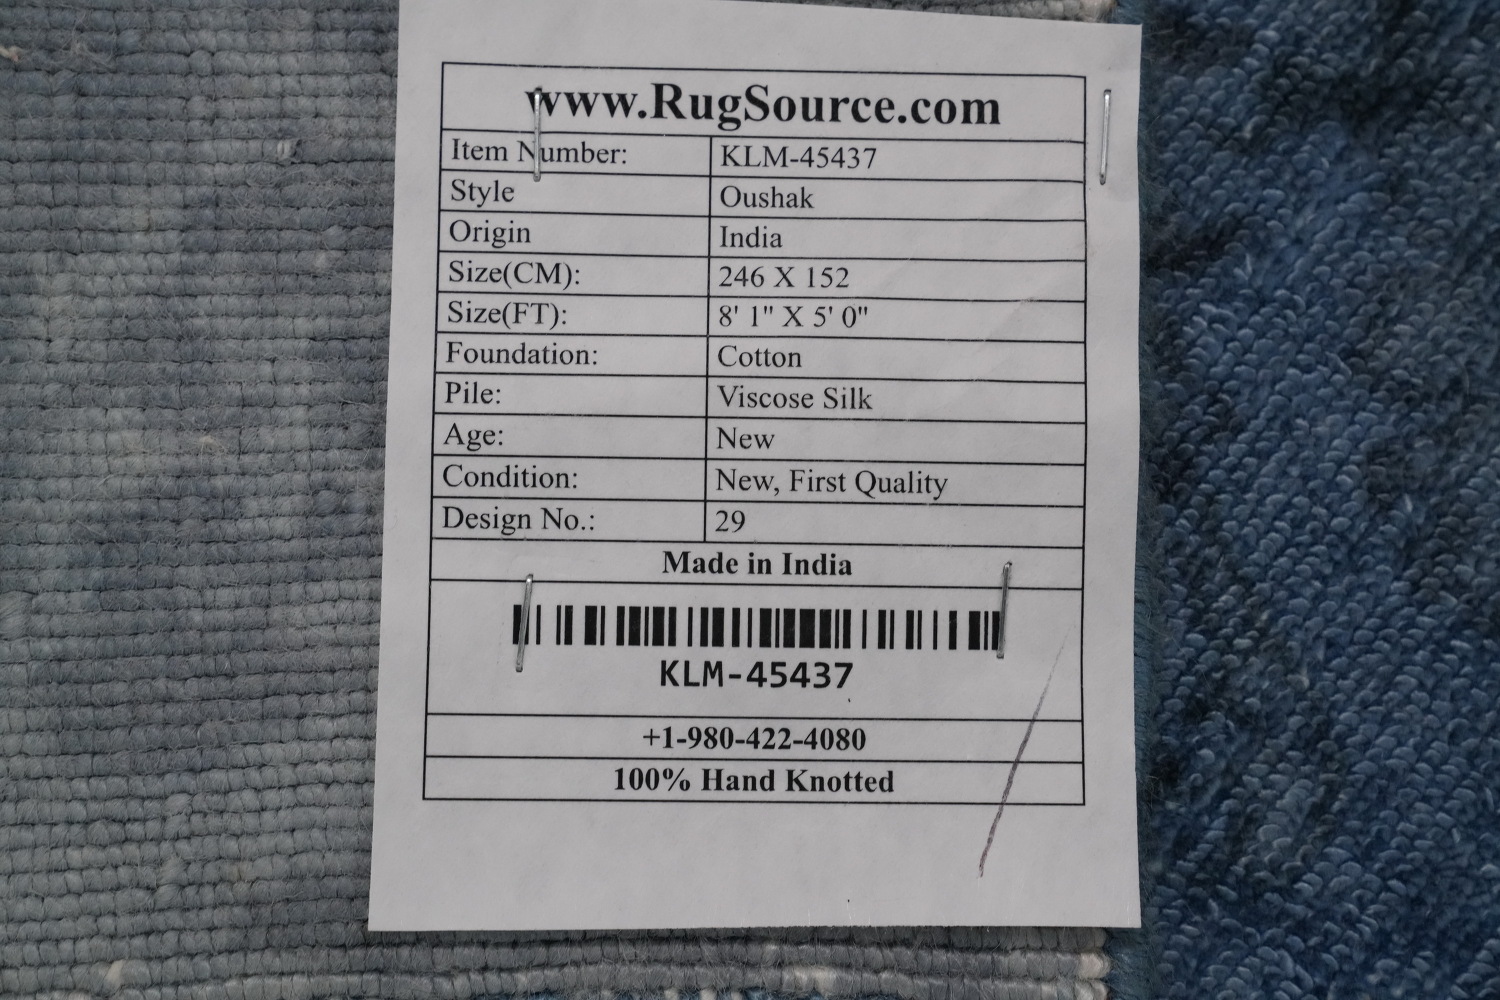 www.RugSource.com
Item Number: KLM-45437
Style Oushak
Origin India
Size(CM): 246 X 152
Size(FT): 8' 1" X 5' 0"
Foundation: Cotton
Pile: Viscose Silk
Age: New
Condition: New, First Quality
Design No.: 29
Made in India
KLM-45437
+1-980-422-4080
100% Hand Knotted